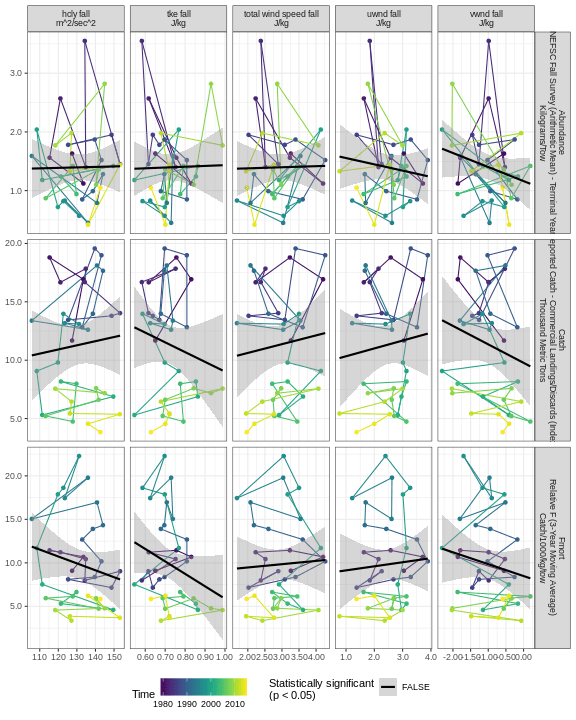 hcly fall
m^2/sec^2
tke fall
J/kg
total wind speed fall
J/kg
uwnd fall
J/kg
vwnd fall
J/kg
3.0
2.0
1.0
Abundance
NEFSC Fall Survey (Arithmetic Mean) - Terminal Year
Kilograms/Tow
20.0
15.0
10.0
5.0
Catch
eported Catch - Commercial Landings/Discards (Inde
Thousand Metric Tons
20.0
15.0
10.0
5.0
Fmort
Relative F (3-Year Moving Average)
Catch/1000/kg/tow
110 120 130 140 150
0.60 0.70 0.80 0.90 1.00
2.00 2.50 3.00 3.50 4.00
1.0 2.0 3.0 4.0
-2.00 -1.50 -1.00 -0.50 0.00
Time
1980 1990 2000 2010
Statistically significant
(p < 0.05)
FALSE